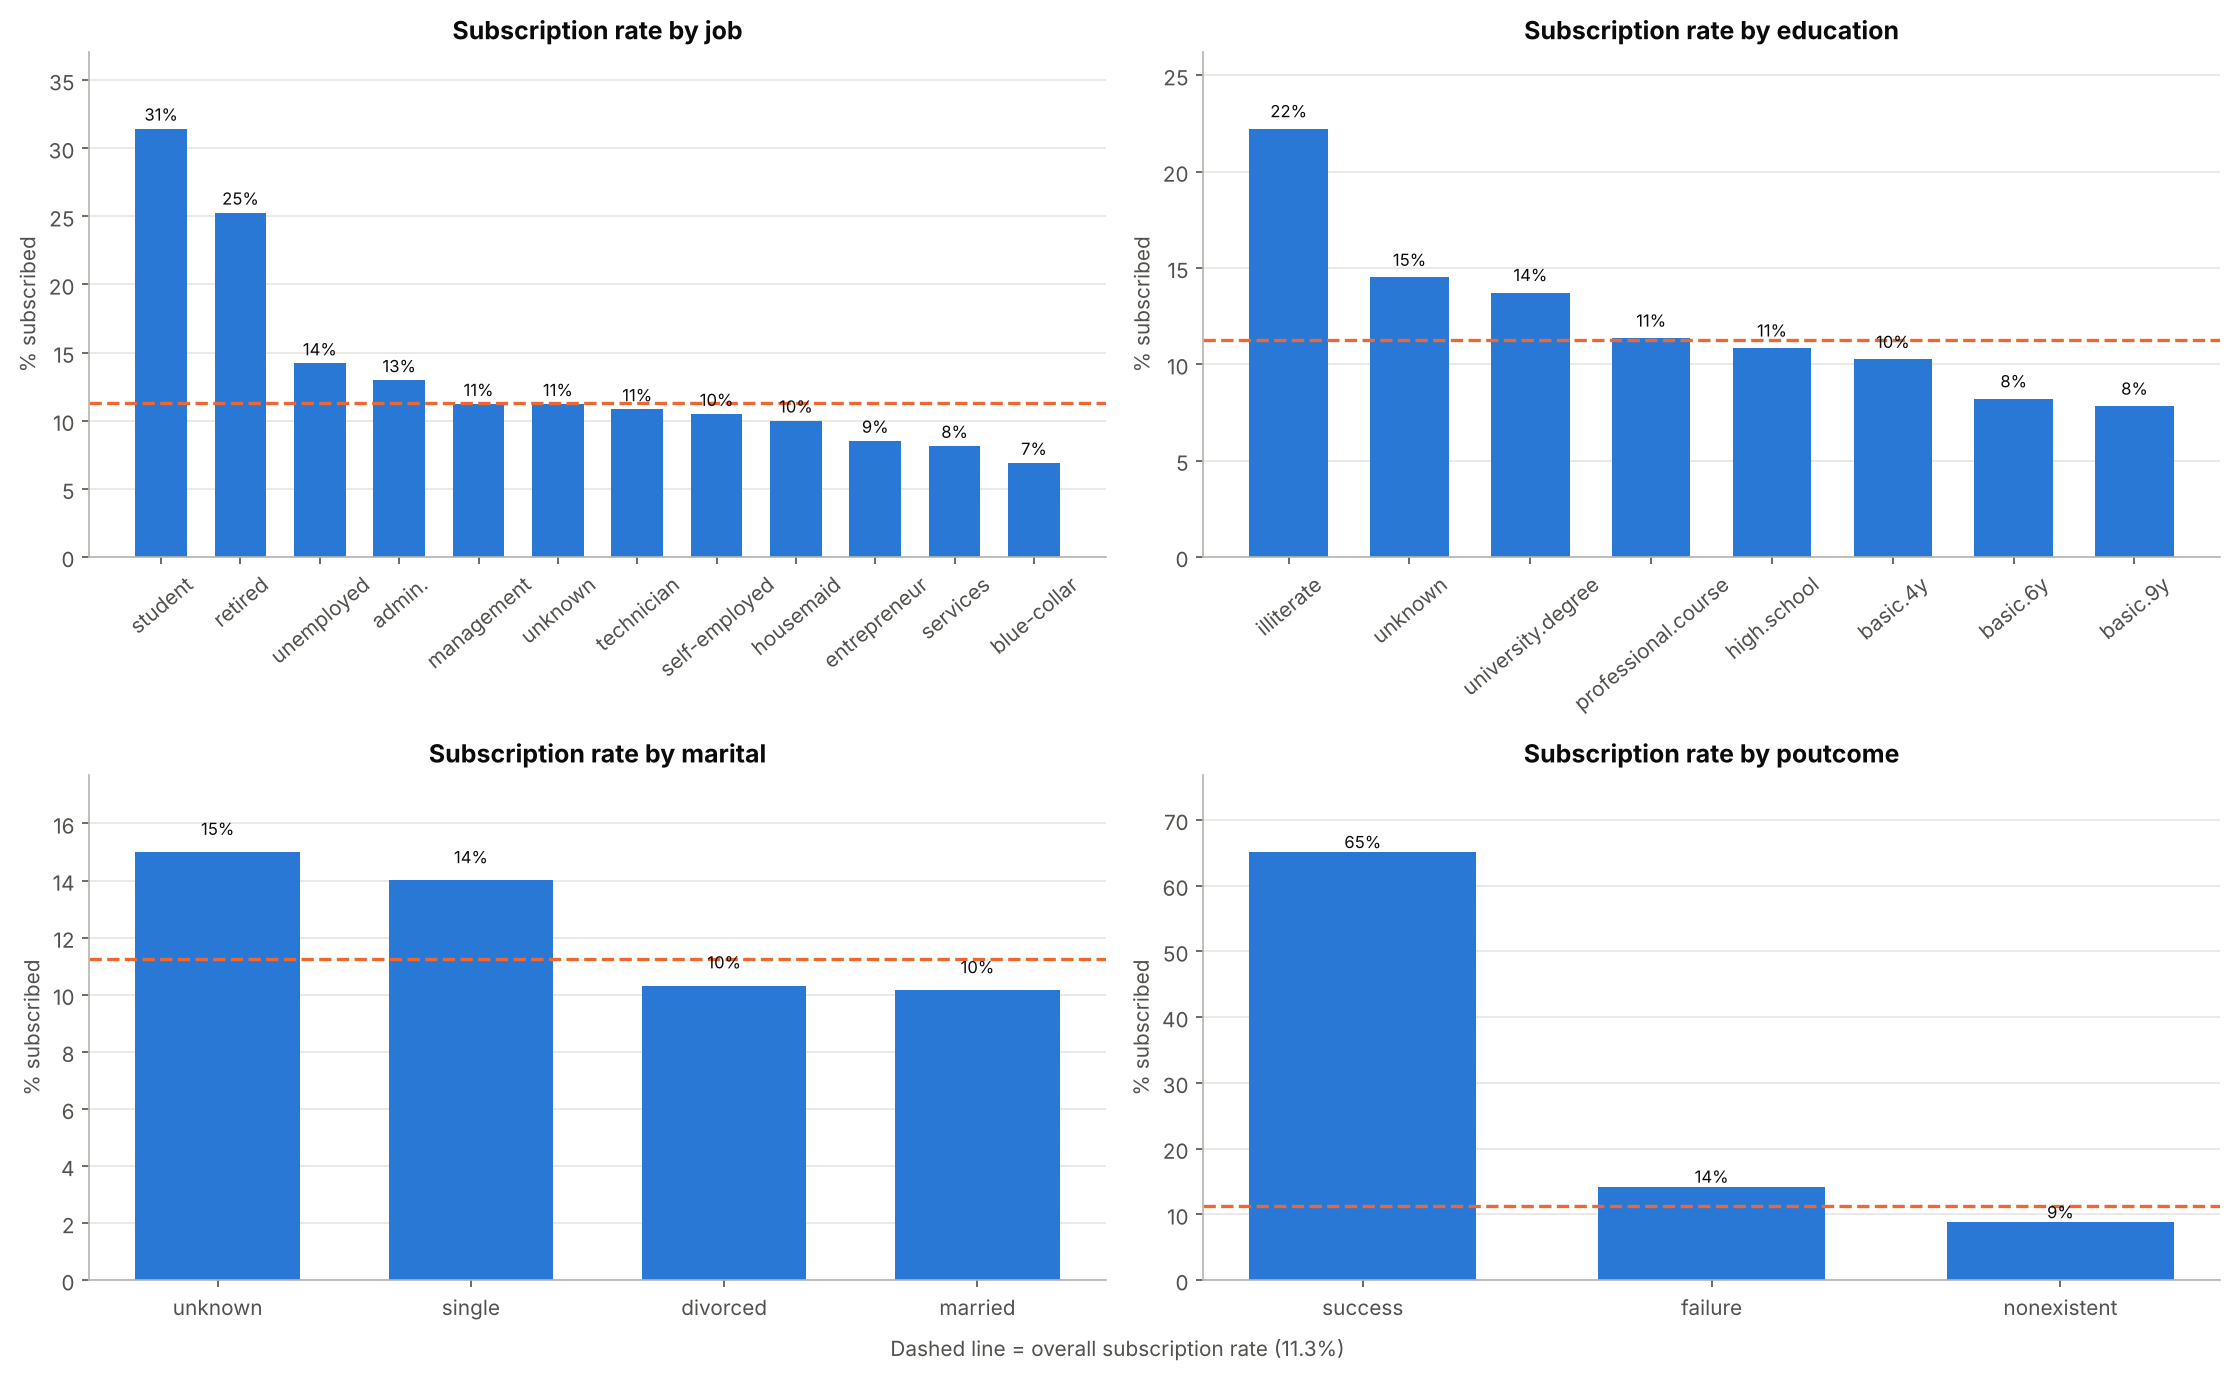 Subscription rate by job
% subscribed
35
30
25
20
15
10
5
0
31%
25%
14%
13%
11%
11%
11%
10%
10%
9%
8%
7%
student
retired
unemployed
admin.
management
unknown
technician
self-employed
housemaid
entrepreneur
services
blue-collar
Subscription rate by education
% subscribed
25
20
15
10
5
0
22%
15%
14%
11%
11%
10%
8%
8%
illiterate
unknown
university.degree
professional.course
high.school
basic.4y
basic.6y
basic.9y
Subscription rate by marital
% subscribed
16
14
12
10
8
6
4
2
0
15%
14%
10%
10%
unknown
single
divorced
married
Subscription rate by poutcome
% subscribed
70
60
50
40
30
20
10
0
65%
14%
9%
success
failure
nonexistent
Dashed line = overall subscription rate (11.3%)